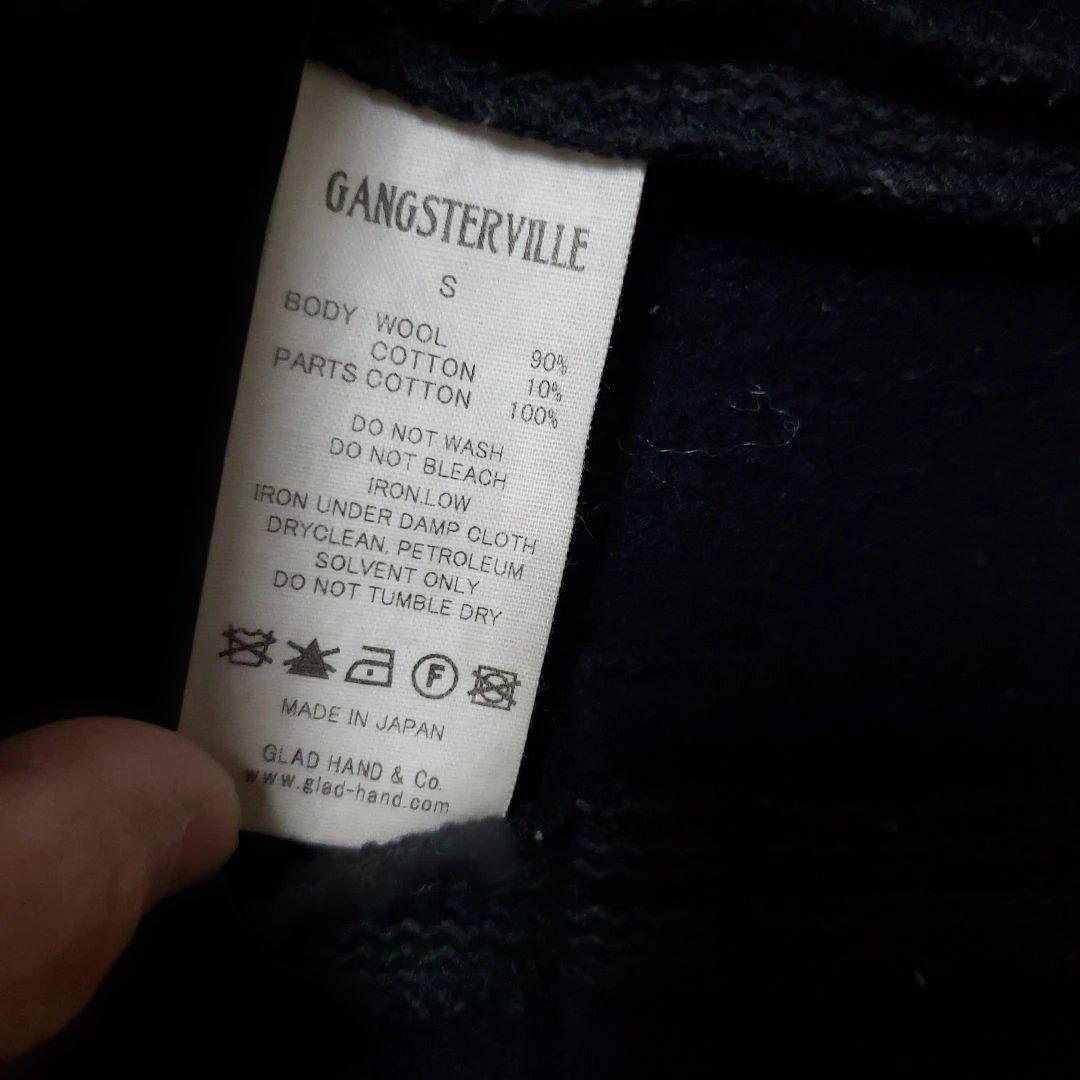 GANGSTERVILLE
S
BODY WOOL 90%
COTTON 10%
PARTS COTTON 100%
DO NOT WASH
DO NOT BLEACH
IRON.LOW
IRON UNDER DAMP CLOTH
DRYCLEAN. PETROLEUM
SOLVENT ONLY
DO NOT TUMBLE DRY
F
MADE IN JAPAN
GLAD HAND & Co.
www.glad-hand.com